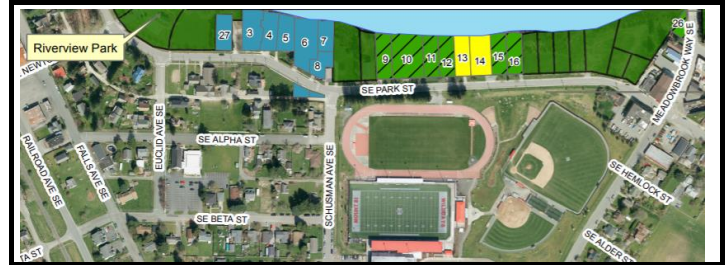 26
27
3
4
5
6
7
8
Riverview Park
9
10
11
12
13
14
15
16
SE PARK ST
MEADOWBROOK WAY SE
SE ALPHA ST
EUCLID AVE SE
FALLS AVE SE
RAILROAD AVE SE
SCHUSMAN AVE SE
SE HEMLOCK ST
SE BETA ST
SE ALDER ST
TA ST